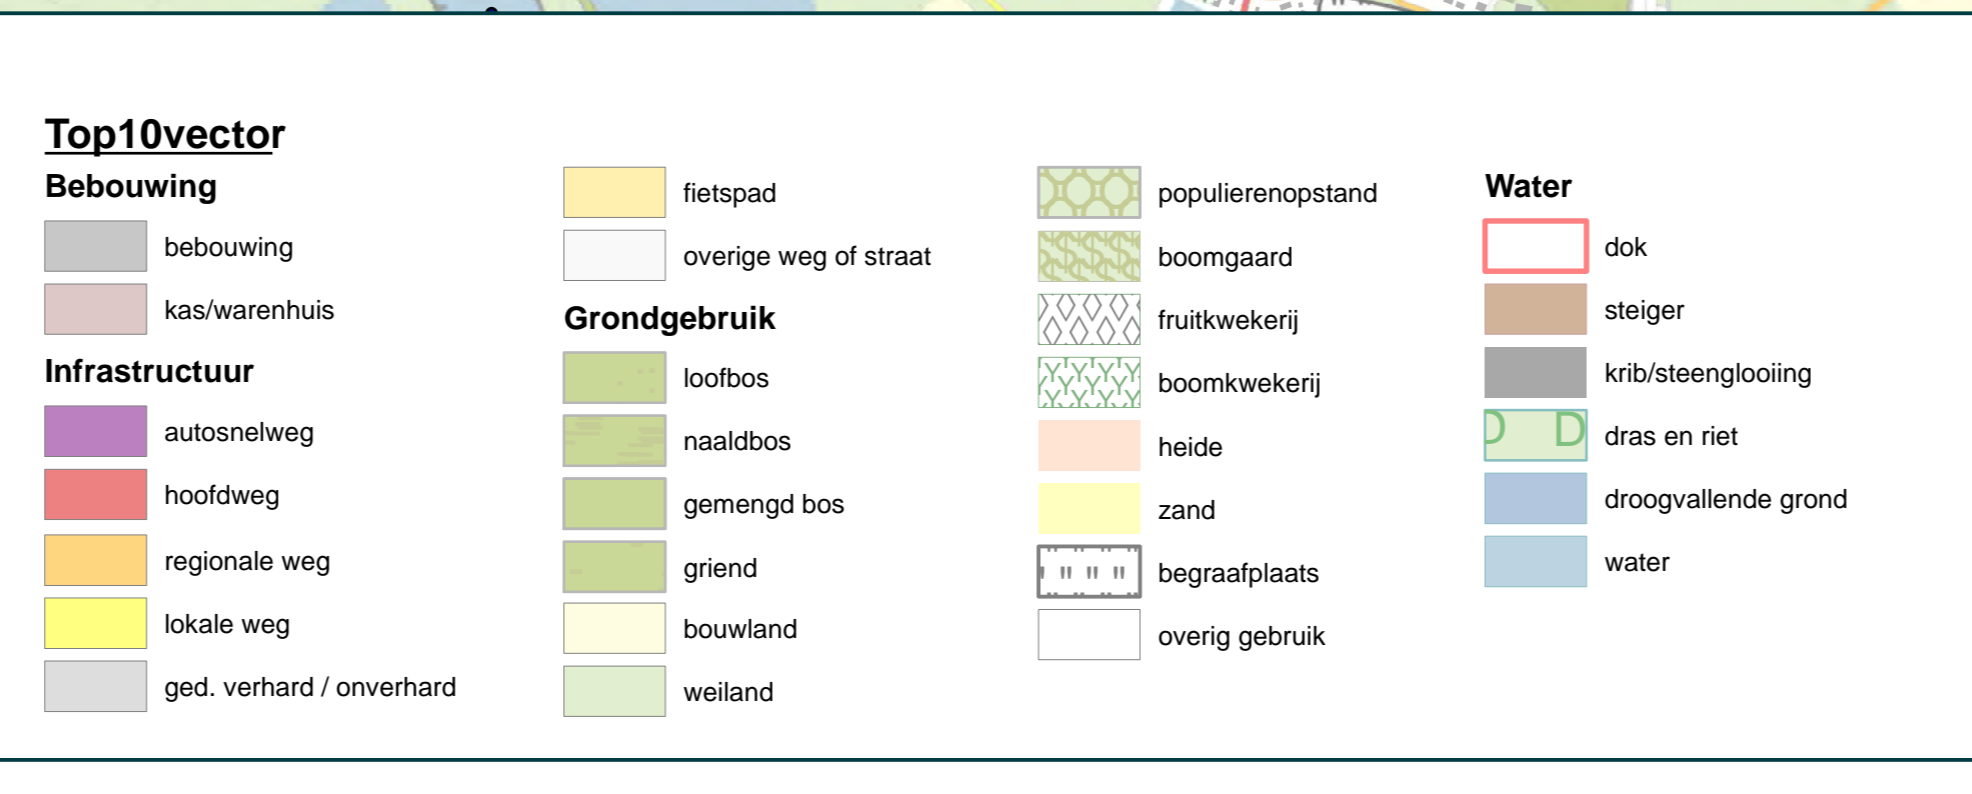 Top10vector
Bebouwing
bebouwing
kas/warenhuis
Infrastructuur
autosnelweg
hoofdweg
regionale weg
lokale weg
ged. verhard / onverhard
fietspad
overige weg of straat
Grondgebruik
loofbos
naaldbos
gemengd bos
griend
bouwland
weiland
populierenopstand
boomgaard
fruitkwekerij
boomkwekerij
heide
zand
begraafplaats
overig gebruik
Water
dok
steiger
krib/steenglooiing
dras en riet
droogvallende grond
water